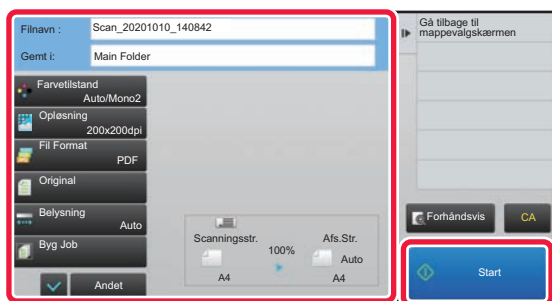 Filnavn : Scan_20201010_140842
Gemt i: Main Folder
Farvetilstand
Auto/Mono2
Opløsning
200x200dpi
Fil Format
PDF
Original
Belysning
Auto
Byg Job
Andet
Scanningsstr.
100%
Afs.Str.
Auto
A4
A4
Gå tilbage til
mappevalgskærmen
Forhåndsvis
CA
Start